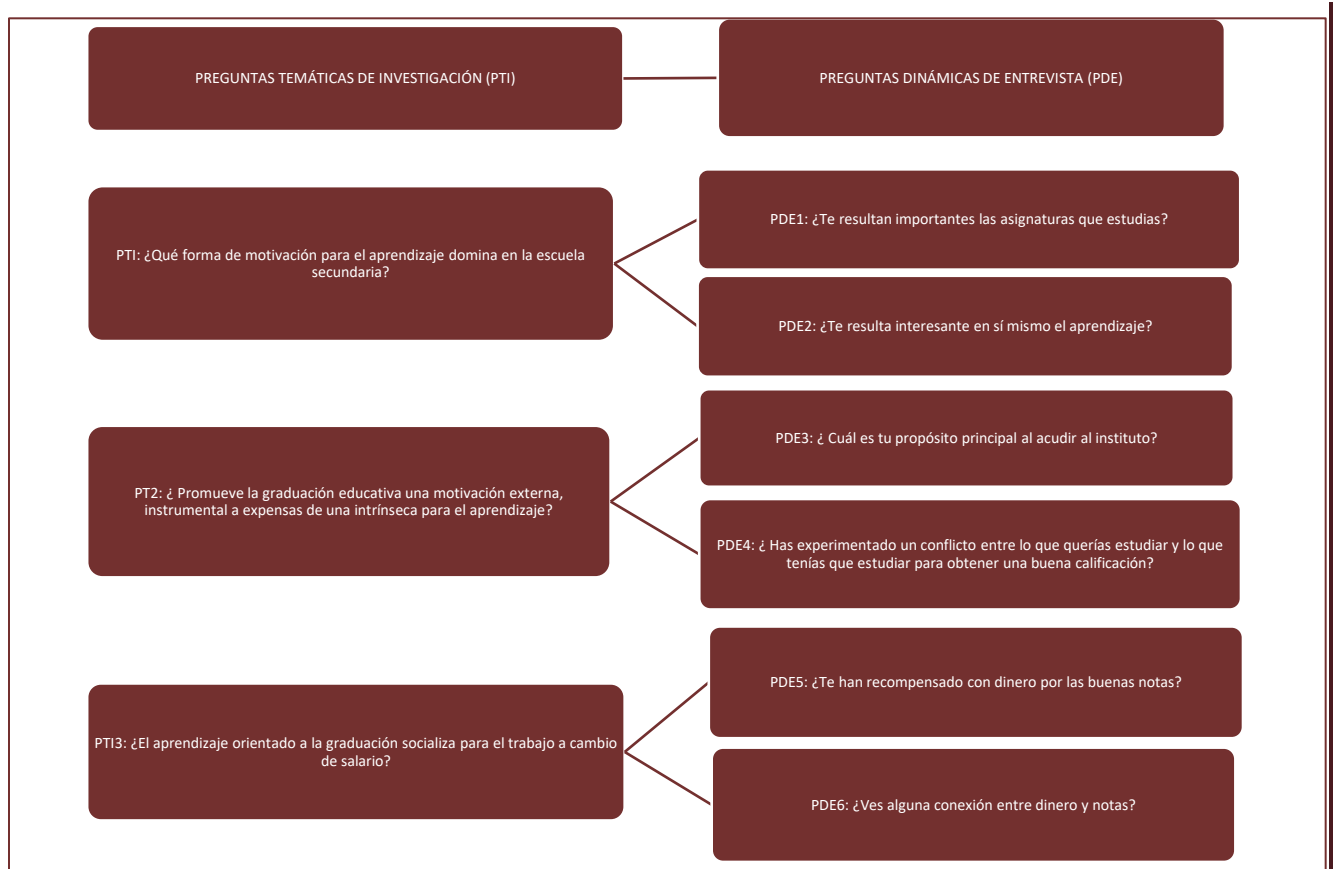 PREGUNTAS TEMÁTICAS DE INVESTIGACIÓN (PTI)
PREGUNTAS DINÁMICAS DE ENTREVISTA (PDE)
PTI: ¿Qué forma de motivación para el aprendizaje domina en la escuela
secundaria?
PDE1: ¿Te resultan importantes las asignaturas que estudias?
PDE2: ¿Te resulta interesante en sí mismo el aprendizaje?
PT2: ¿ Promueve la graduación educativa una motivación externa,
instrumental a expensas de una intrínseca para el aprendizaje?
PDE3: ¿ Cuál es tu propósito principal al acudir al instituto?
PDE4: ¿ Has experimentado un conflicto entre lo que querías estudiar y lo que
tenías que estudiar para obtener una buena calificación?
PTI3: ¿El aprendizaje orientado a la graduación socializa para el trabajo a cambio
de salario?
PDE5: ¿Te han recompensado con dinero por las buenas notas?
PDE6: ¿Ves alguna conexión entre dinero y notas?